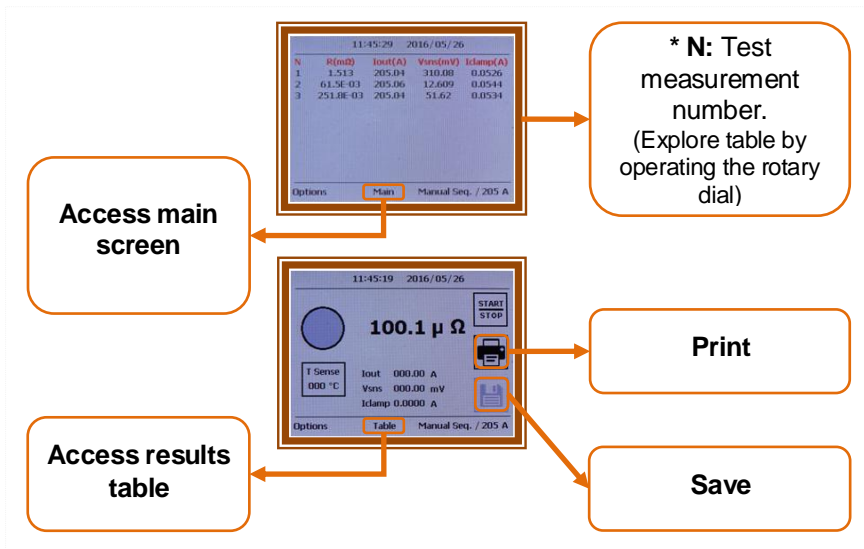 11:45:29 2016/05/26
N R(mΩ) Iout(A) Vsns(mV) Iclamp(A)
1 1.513 205.04 310.08 0.0526
2 61.5E-03 205.06 12.609 0.0544
3 251.8E-03 205.04 51.62 0.0534
Options Main Manual Seq. / 205 A
* N: Test
measurement
number.
(Explore table by
operating the rotary
dial)
Access main
screen
11:45:19 2016/05/26
START
STOP
100.1 µ Ω
T Sense
000 °C
Iout 000.00 A
Vsns 000.00 mV
Iclamp 0.0000 A
Options Table Manual Seq. / 205 A
Print
Access results
table
Save